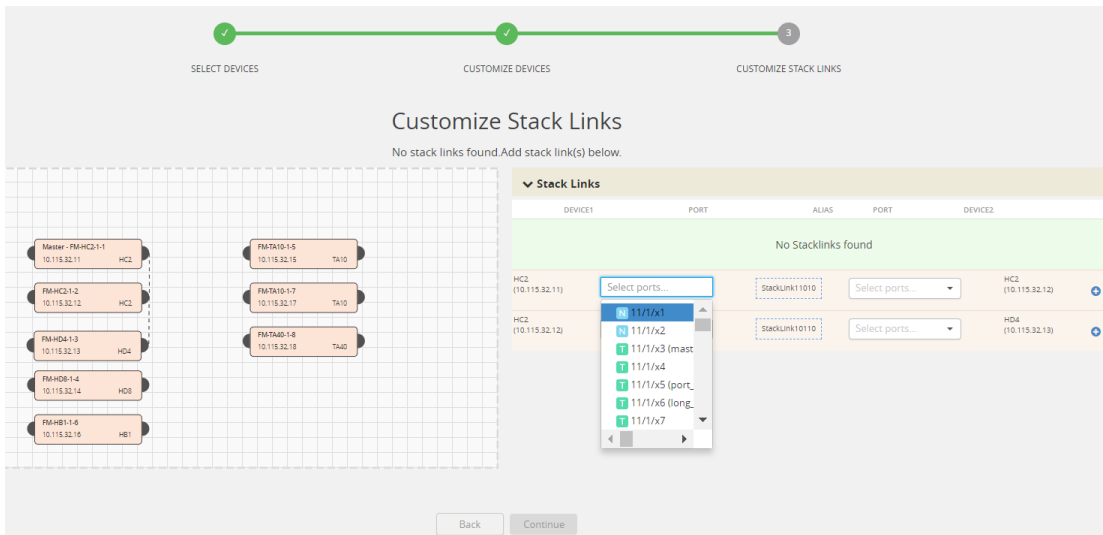 ✓ ✓ 3
SELECT DEVICES CUSTOMIZE DEVICES CUSTOMIZE STACK LINKS
Customize Stack Links
No stack links found.Add stack link(s) below.
Master - FM-HC2-1-1
10.115.32.11 HC2
FM-HC2-1-2
10.115.32.12 HC2
FM-HD4-1-3
10.115.32.13 HD4
FM-HD8-1-4
10.115.32.14 HD8
FM-HB1-1-6
10.115.32.16 HB1
FM-TA10-1-5
10.115.32.15 TA10
FM-TA10-1-7
10.115.32.17 TA10
FM-TA40-1-8
10.115.32.18 TA40
Stack Links
DEVICE1 PORT ALIAS PORT DEVICE2
No Stacklinks found
HC2
(10.115.32.11)
Select ports...
StackLink11010
Select ports...
HC2
(10.115.32.12)
HC2
(10.115.32.12)
StackLink10110
Select ports...
HD4
(10.115.32.13)
N 11/1/x1
N 11/1/x2
T 11/1/x3 (mast
T 11/1/x4
T 11/1/x5 (port_
T 11/1/x6 (long_
T 11/1/x7
Back Continue